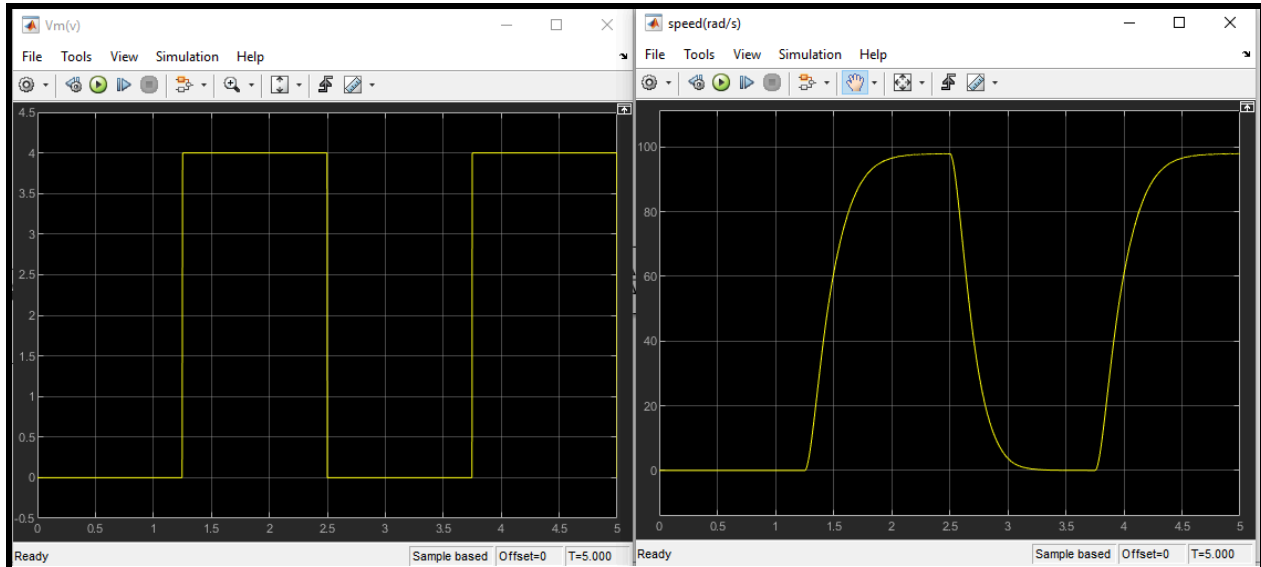 Vm(v)
File Tools View Simulation Help
4.5
4
3.5
3
2.5
2
1.5
1
0.5
0
-0.5
0 0.5 1 1.5 2 2.5 3 3.5 4 4.5 5
Ready Sample based Offset=0 T=5.000
speed(rad/s)
File Tools View Simulation Help
100
80
60
40
20
0
0 0.5 1 1.5 2 2.5 3 3.5 4 4.5 5
Ready Sample based Offset=0 T=5.000